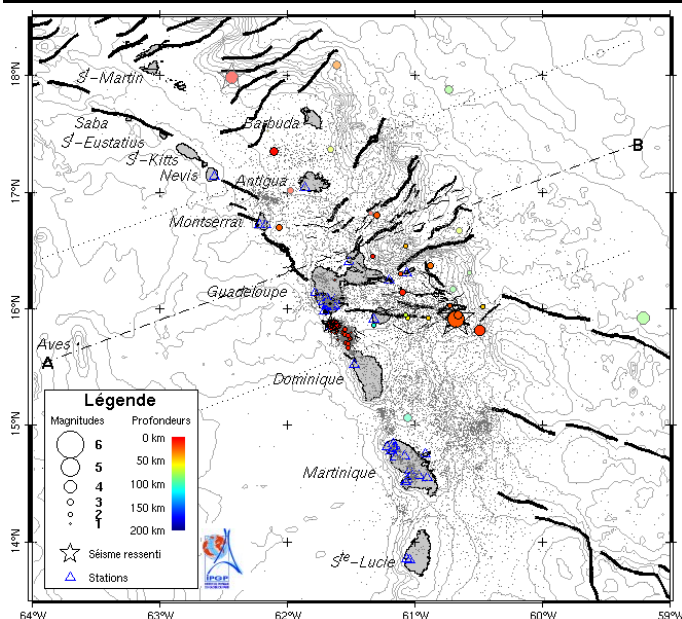 18°N
Sᵗ-Martin
Saba
Sᵗ-Eustatius
Sᵗ-Kitts
Nevis
Barbuda
B
Antigua
17°N
Montserrat
Guadeloupe
16°N
Aves
A
Dominique
Légende
Magnitudes
Profondeurs
6
5
4
3
2
1
0 km
50 km
100 km
150 km
200 km
Séisme ressenti
Stations
IPGP
15°N
Martinique
14°N
Sᵗᵉ-Lucie
64°W
63°W
62°W
61°W
60°W
59°W